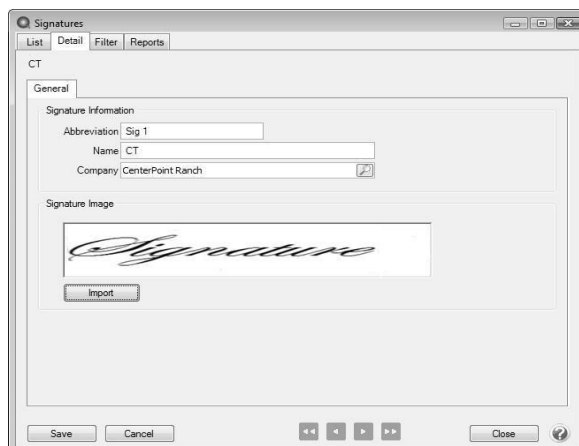 Signatures
List Detail Filter Reports
CT
General
Signature Information
Abbreviation Sig 1
Name CT
Company CenterPoint Ranch
Signature Image
Signature
Import
Save Cancel Close ?